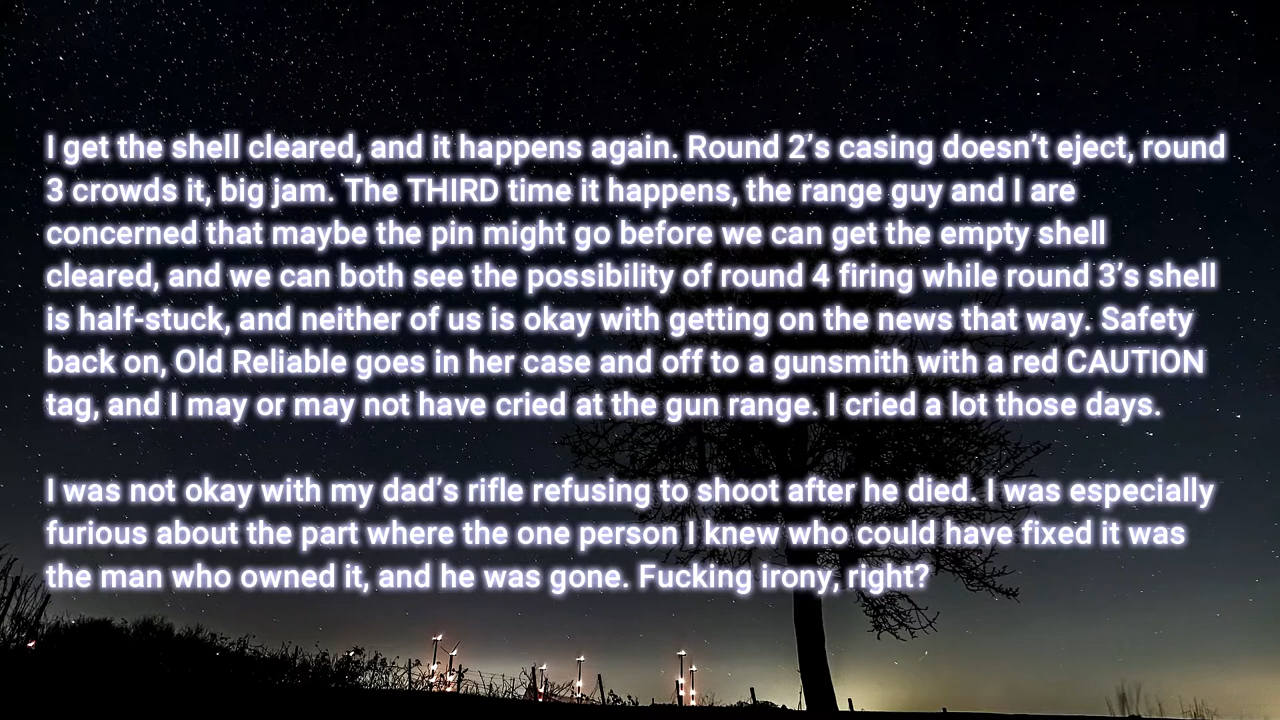 I get the shell cleared, and it happens again. Round 2’s casing doesn’t eject, round
3 crowds it, big jam. The THIRD time it happens, the range guy and I are
concerned that maybe the pin might go before we can get the empty shell
cleared, and we can both see the possibility of round 4 firing while round 3’s shell
is half-stuck, and neither of us is okay with getting on the news that way. Safety
back on, Old Reliable goes in her case and off to a gunsmith with a red CAUTION
tag, and I may or may not have cried at the gun range. I cried a lot those days.
I was not okay with my dad’s rifle refusing to shoot after he died. I was especially
furious about the part where the one person I knew who could have fixed it was
the man who owned it, and he was gone. Fucking irony, right?